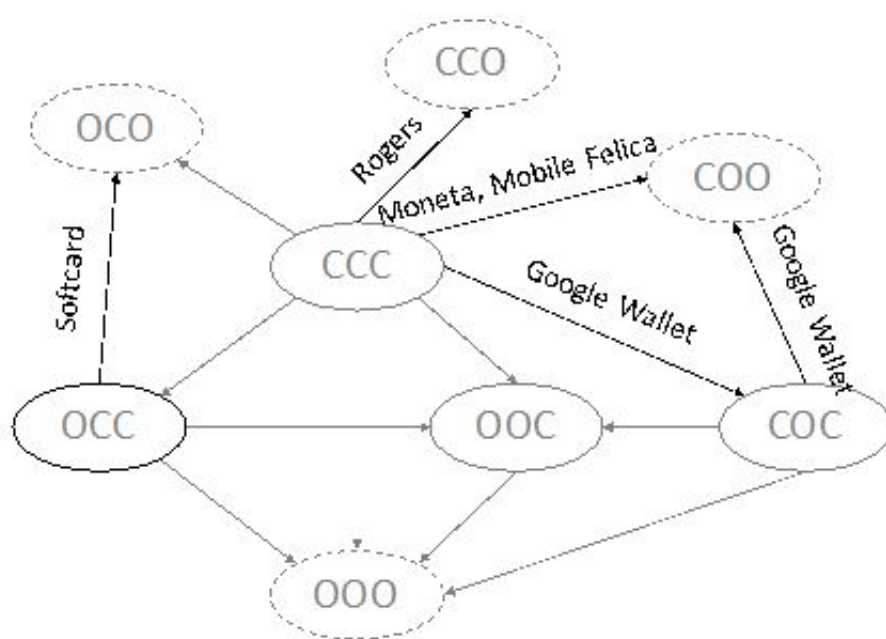 CCO
OCO
Rogers
Moneta, Mobile Felica
COO
Softcard
CCC
Google Wallet
Google Wallet
OCC
OOC
COC
OOO